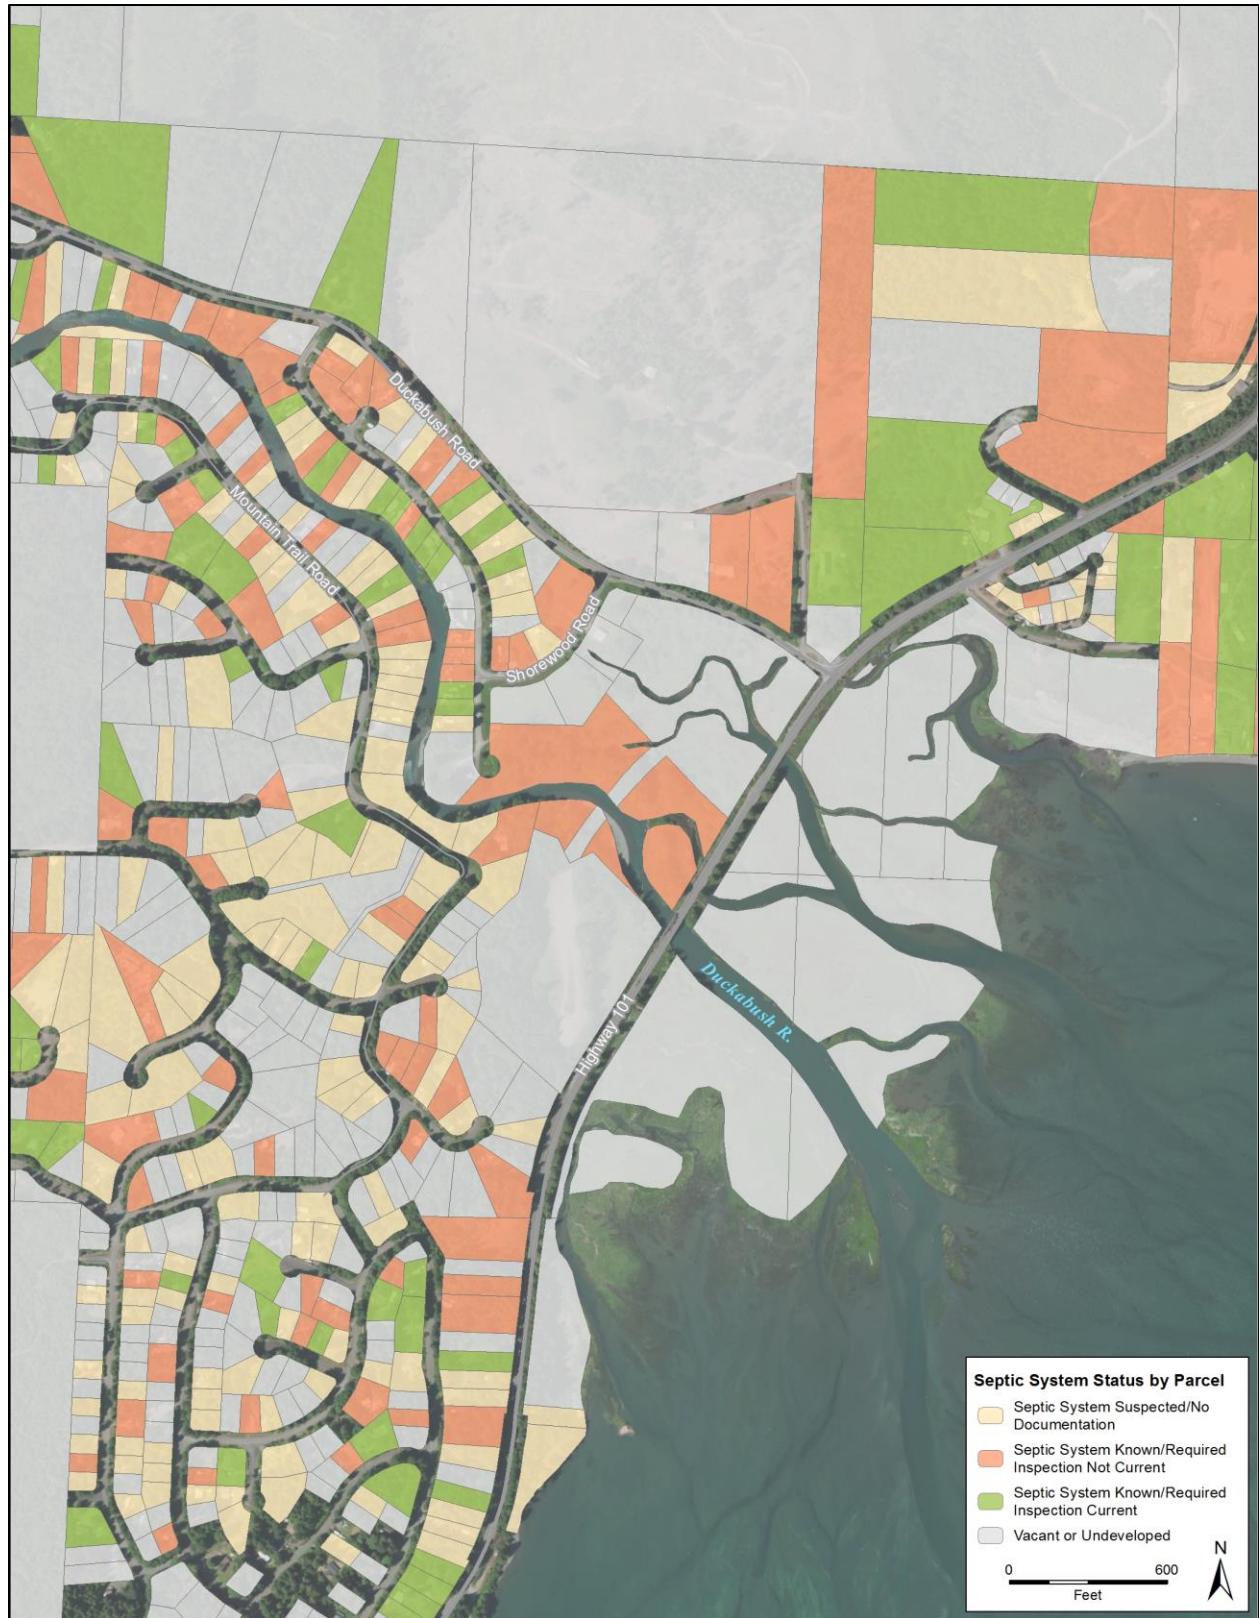 Duckabush Road
Mountain Trail Road
Shorewood Road
Highway 101
Duckabush R.
Septic System Status by Parcel
Septic System Suspected/No
Documentation
Septic System Known/Required
Inspection Not Current
Septic System Known/Required
Inspection Current
Vacant or Undeveloped
N
0 600
Feet